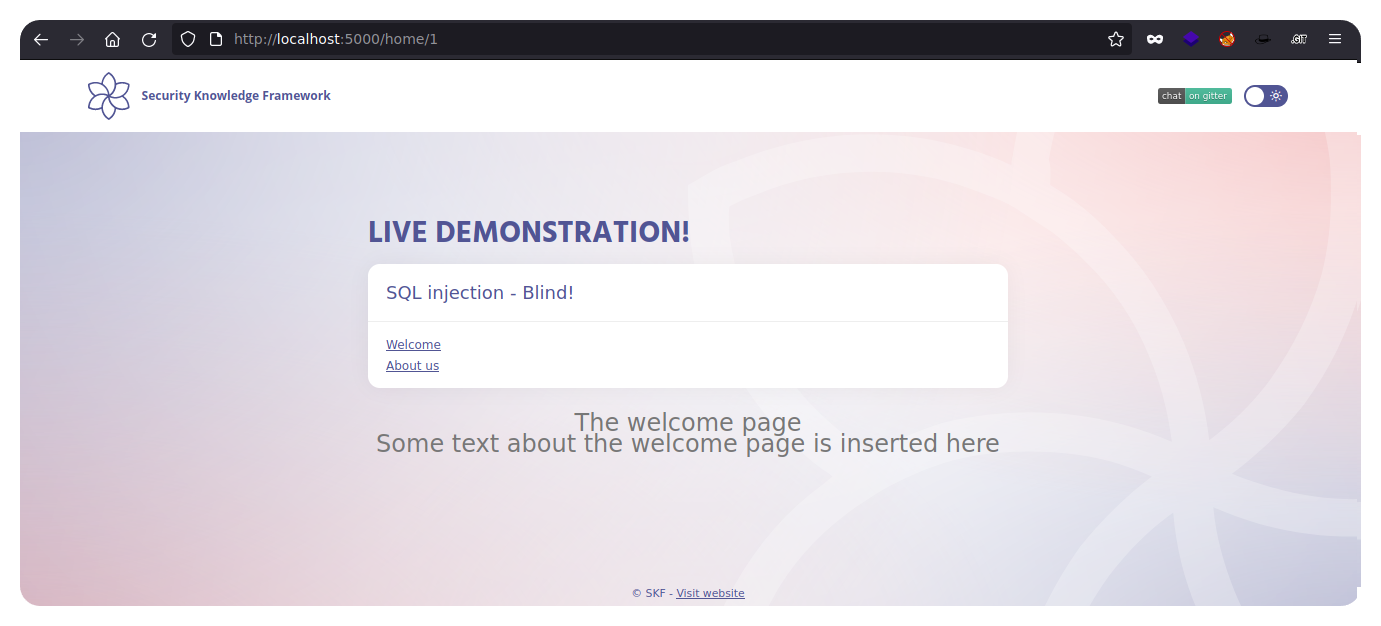 http://localhost:5000/home/1
.GIT
Security Knowledge Framework
chat on gitter
LIVE DEMONSTRATION!
SQL injection - Blind!
Welcome
About us
The welcome page
Some text about the welcome page is inserted here
© SKF - Visit website